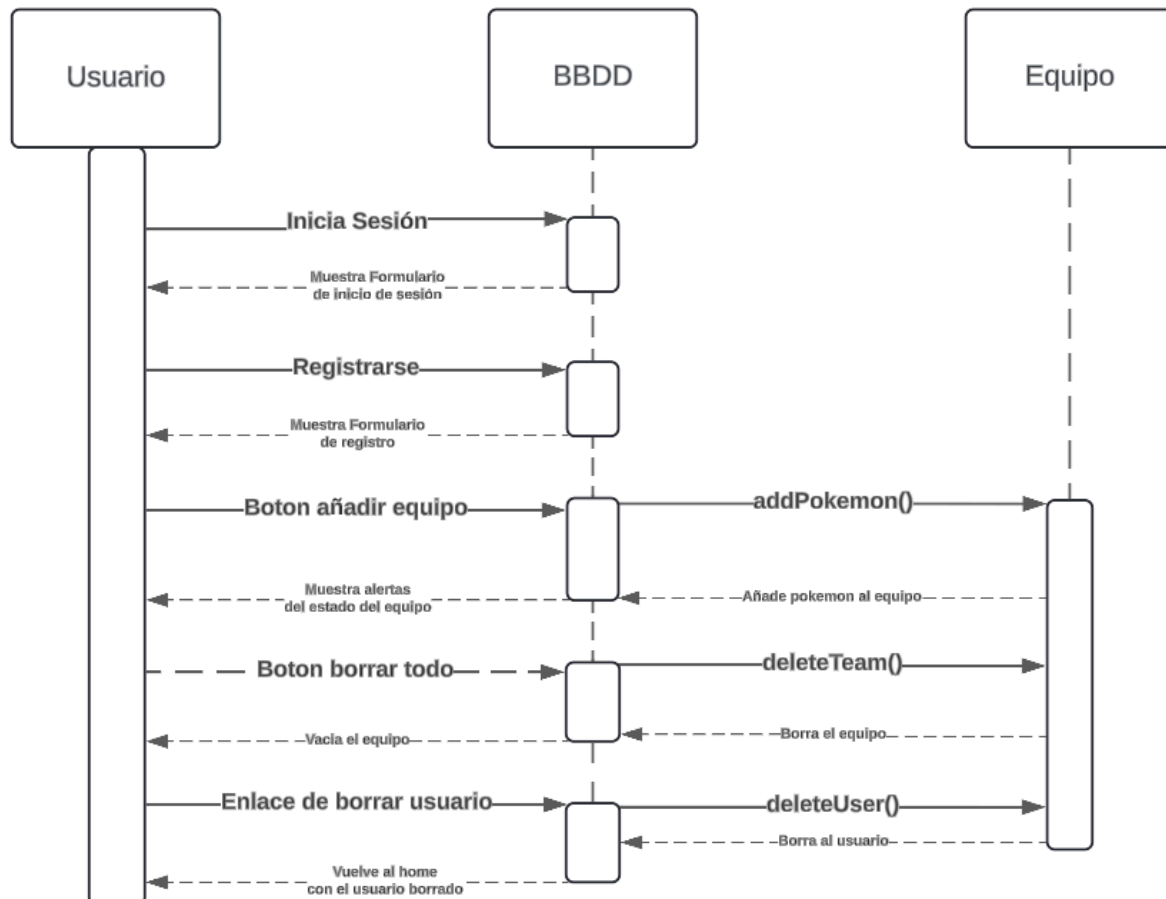 Usuario
BBDD
Equipo
Inicia Sesión
Muestra Formulario
de inicio de sesión
Registrarse
Muestra Formulario
de registro
Boton añadir equipo
addPokemon()
Muestra alertas
del estado del equipo
Añade pokemon al equipo
Boton borrar todo
deleteTeam()
Vacia el equipo
Borra el equipo
Enlace de borrar usuario
deleteUser()
Borra al usuario
Vuelve al home
con el usuario borrado